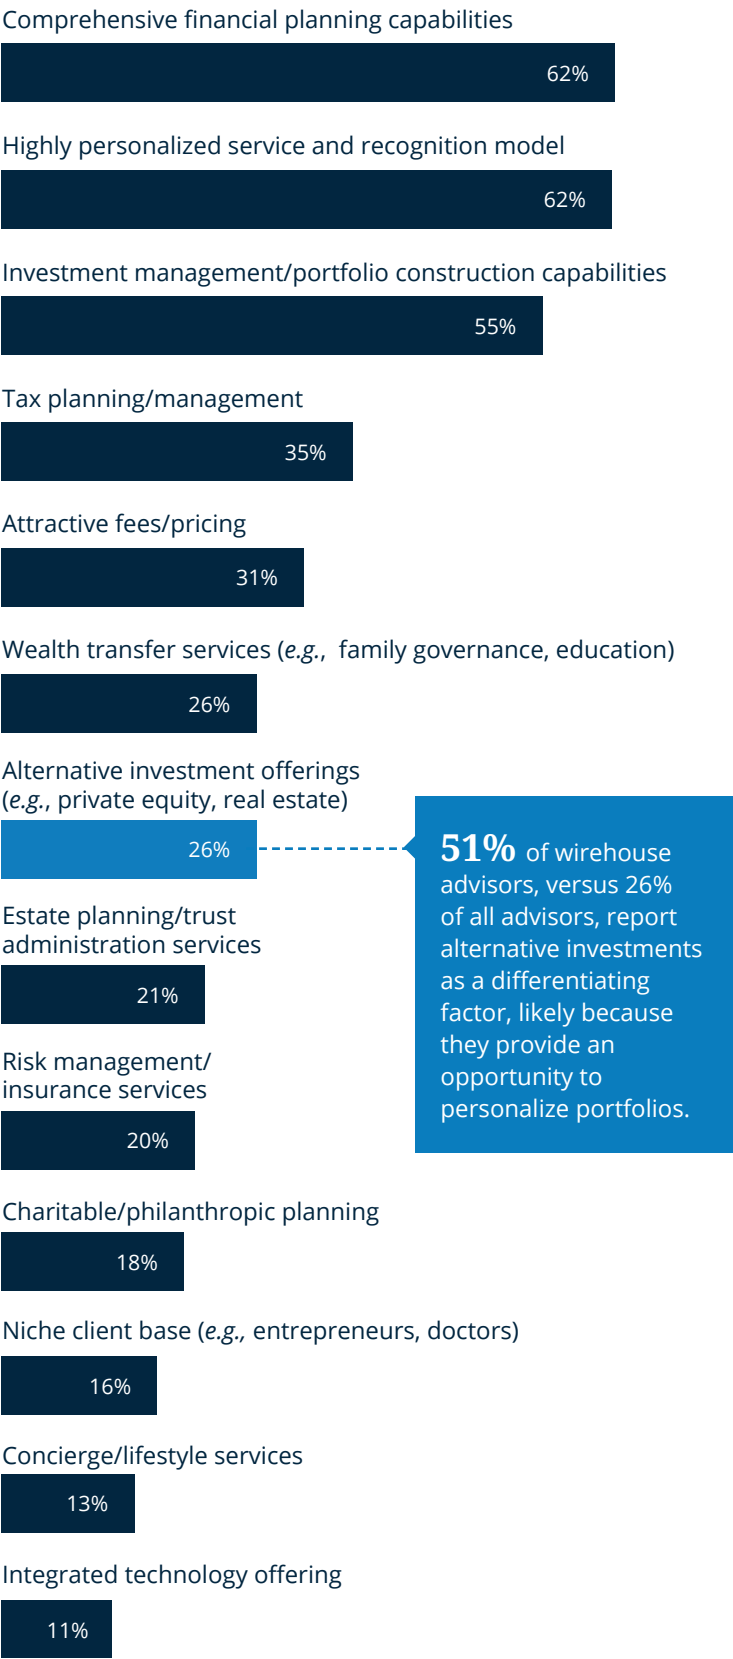 Comprehensive financial planning capabilities
62%
Highly personalized service and recognition model
62%
Investment management/portfolio construction capabilities
55%
Tax planning/management
35%
Attractive fees/pricing
31%
Wealth transfer services (e.g.,  family governance, education)
26%
Alternative investment offerings
(e.g., private equity, real estate)
26%
51% of wirehouse
advisors, versus 26%
of all advisors, report
alternative investments
as a differentiating
factor, likely because
they provide an
opportunity to
personalize portfolios.
Estate planning/trust
administration services
21%
Risk management/
insurance services
20%
Charitable/philanthropic planning
18%
Niche client base (e.g., entrepreneurs, doctors)
16%
Concierge/lifestyle services
13%
Integrated technology offering
11%